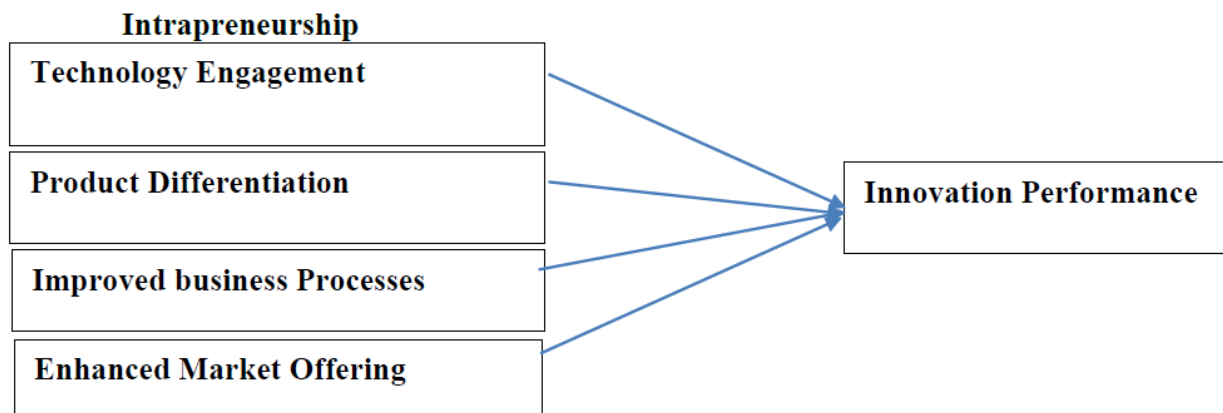 Intrapreneurship
Technology Engagement
Product Differentiation
Innovation Performance
Improved business Processes
Enhanced Market Offering